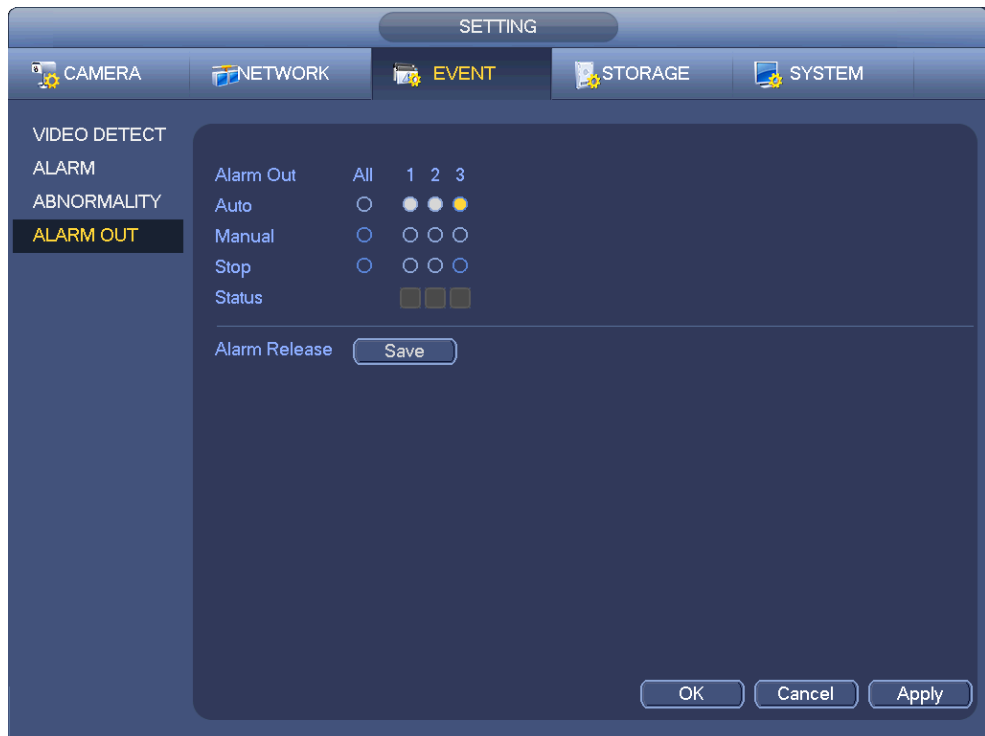 SETTING
CAMERA NETWORK EVENT STORAGE SYSTEM
VIDEO DETECT
ALARM
ABNORMALITY
ALARM OUT
Alarm Out All 1 2 3
Auto
Manual
Stop
Status
Alarm Release Save
OK Cancel Apply